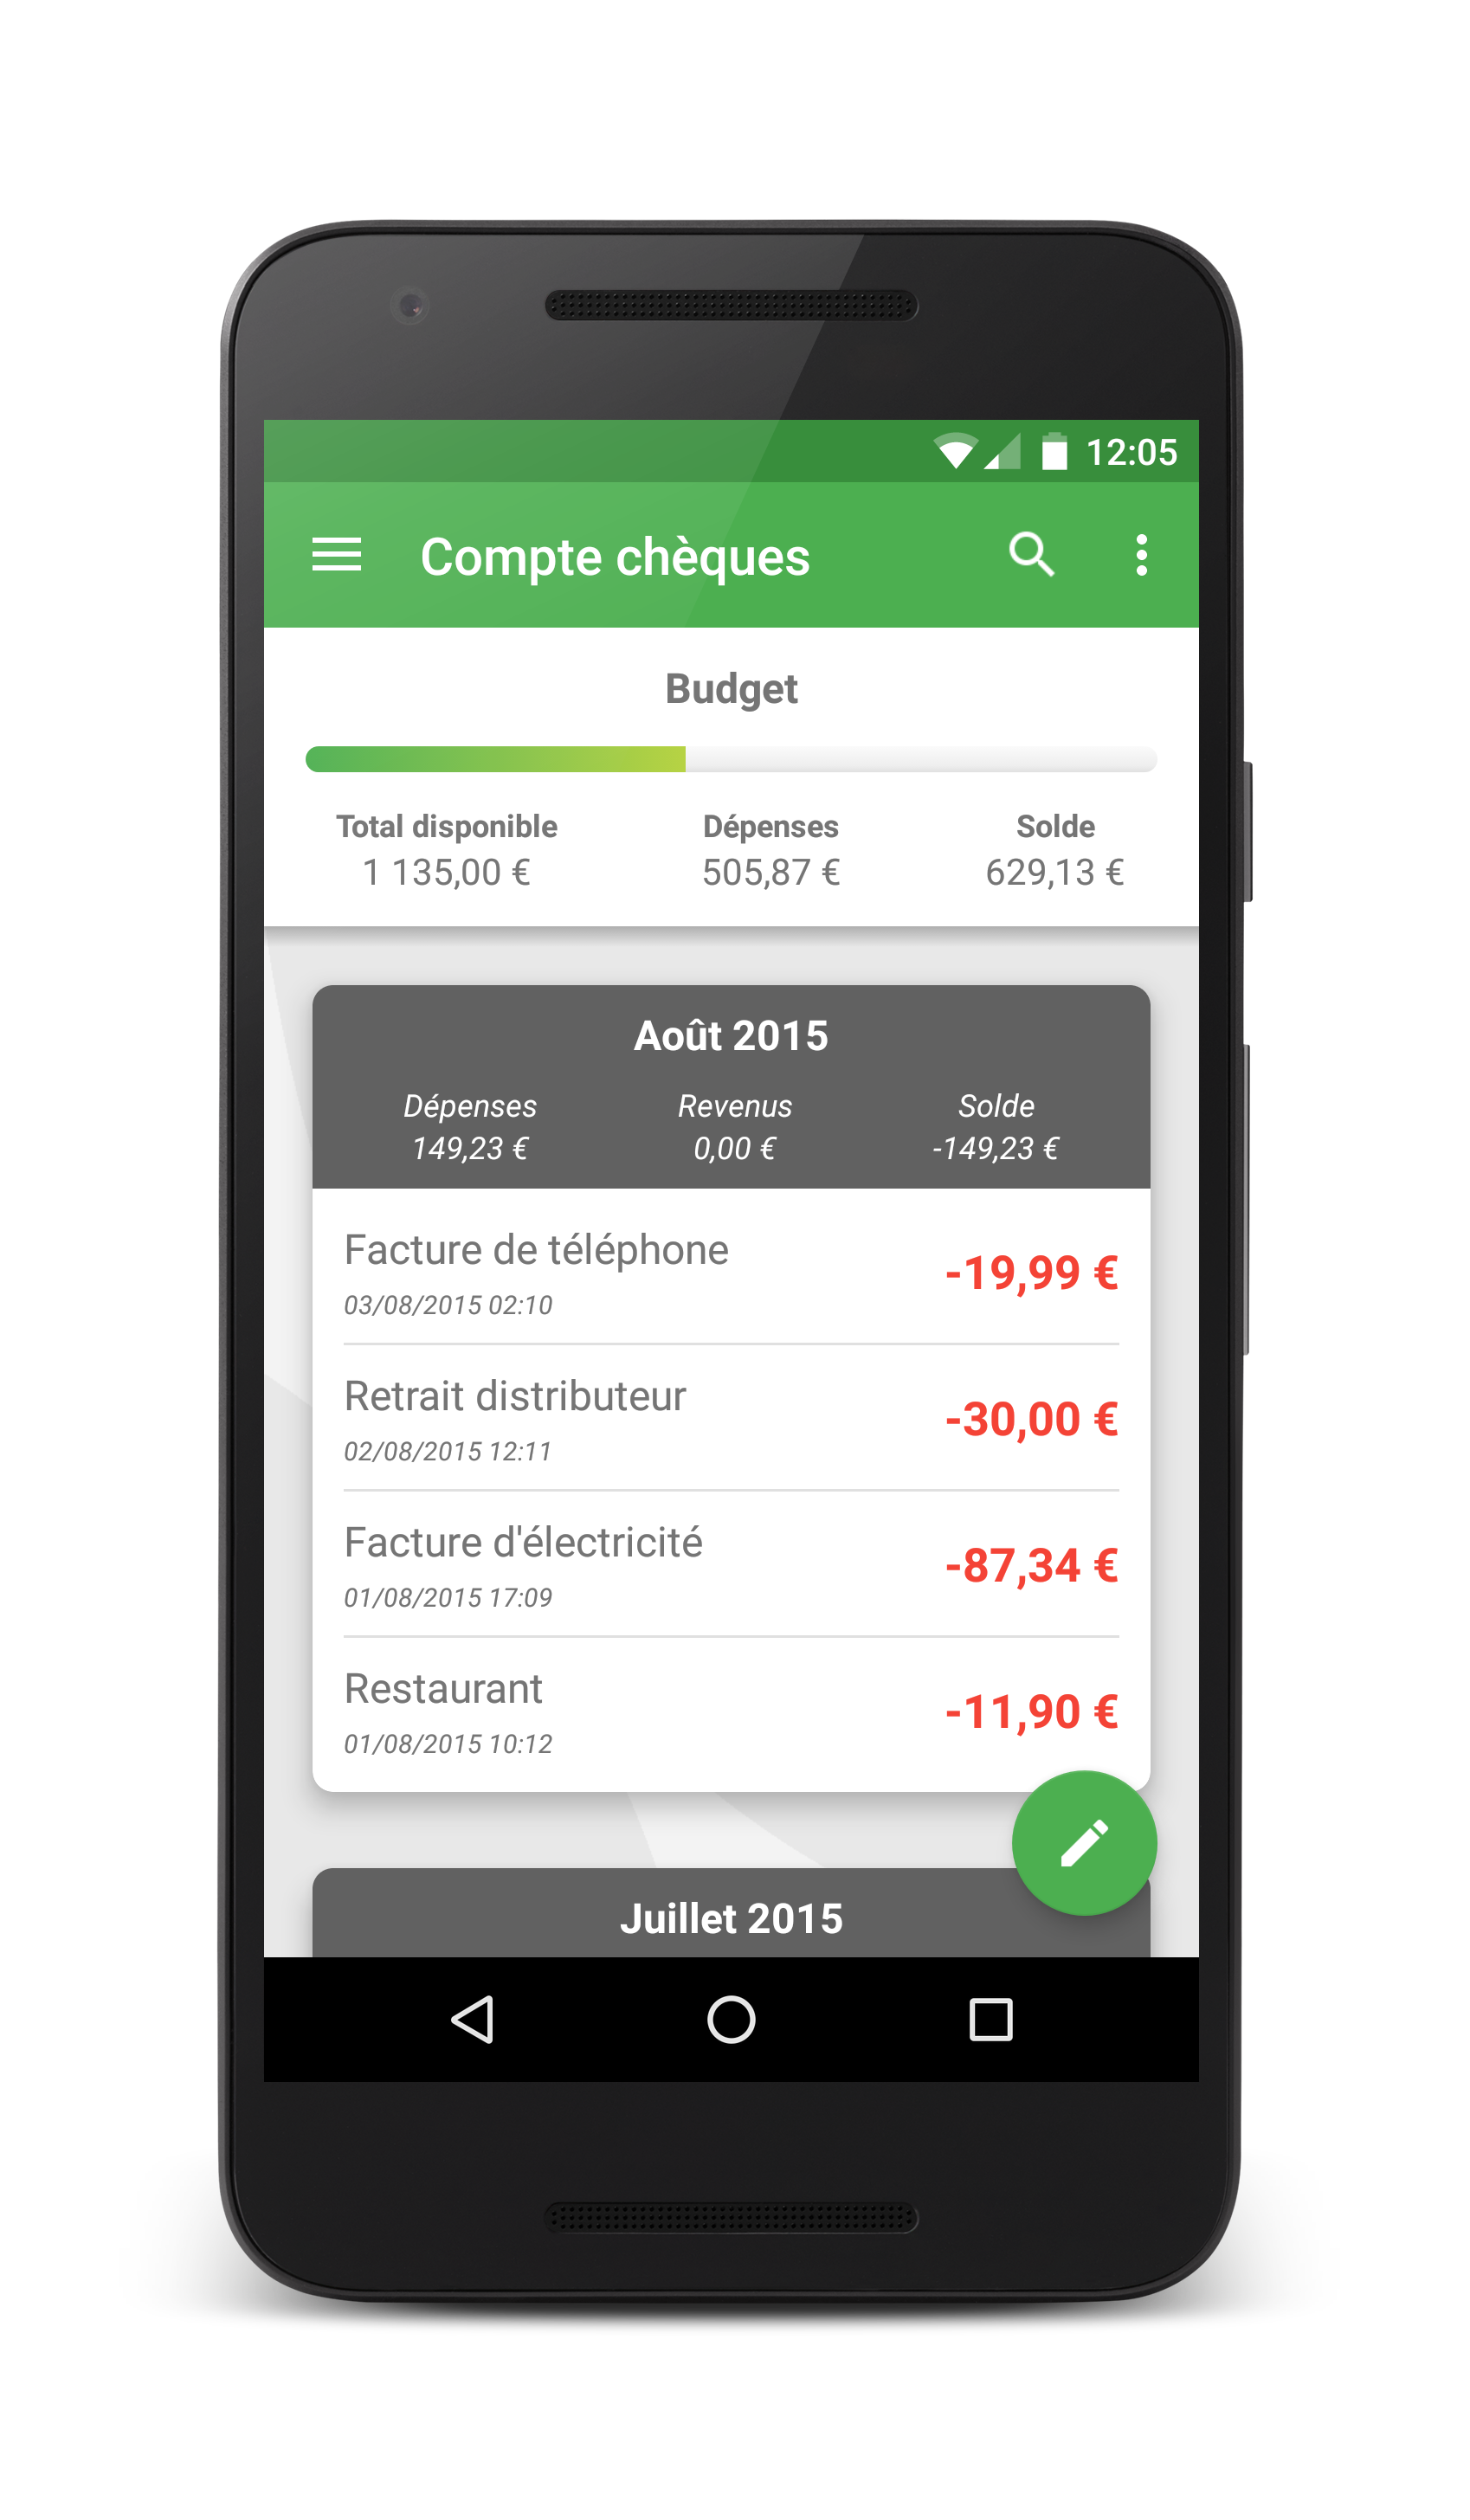 12:05
Compte chèques
Budget
Total disponible Dépenses Solde
1 135,00 € 505,87 € 629,13 €
Août 2015
Dépenses Revenus Solde
149,23 € 0,00 € -149,23 €
Facture de téléphone
-19,99 €
03/08/2015 02:10
Retrait distributeur
-30,00 €
02/08/2015 12:11
Facture d'électricité
-87,34 €
01/08/2015 17:09
Restaurant
-11,90 €
01/08/2015 10:12
Juillet 2015